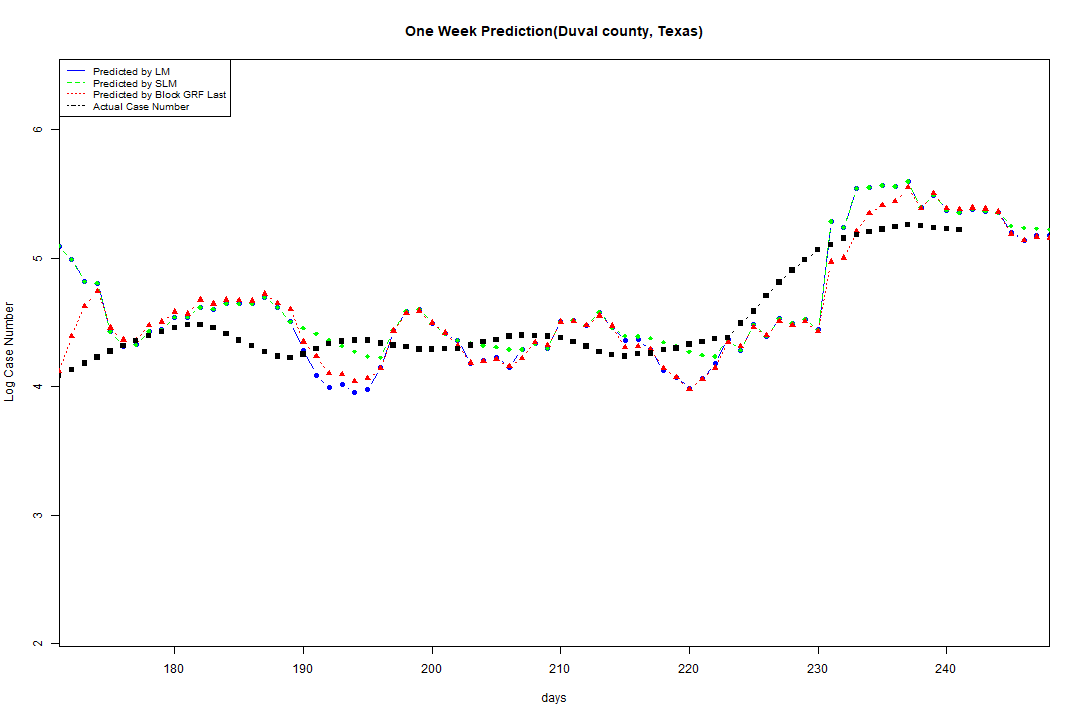 One Week Prediction(Duval county, Texas)
Predicted by LM
Predicted by SLM
Predicted by Block GRF Last
Actual Case Number
Log Case Number
6
5
4
3
2
180 190 200 210 220 230 240
days